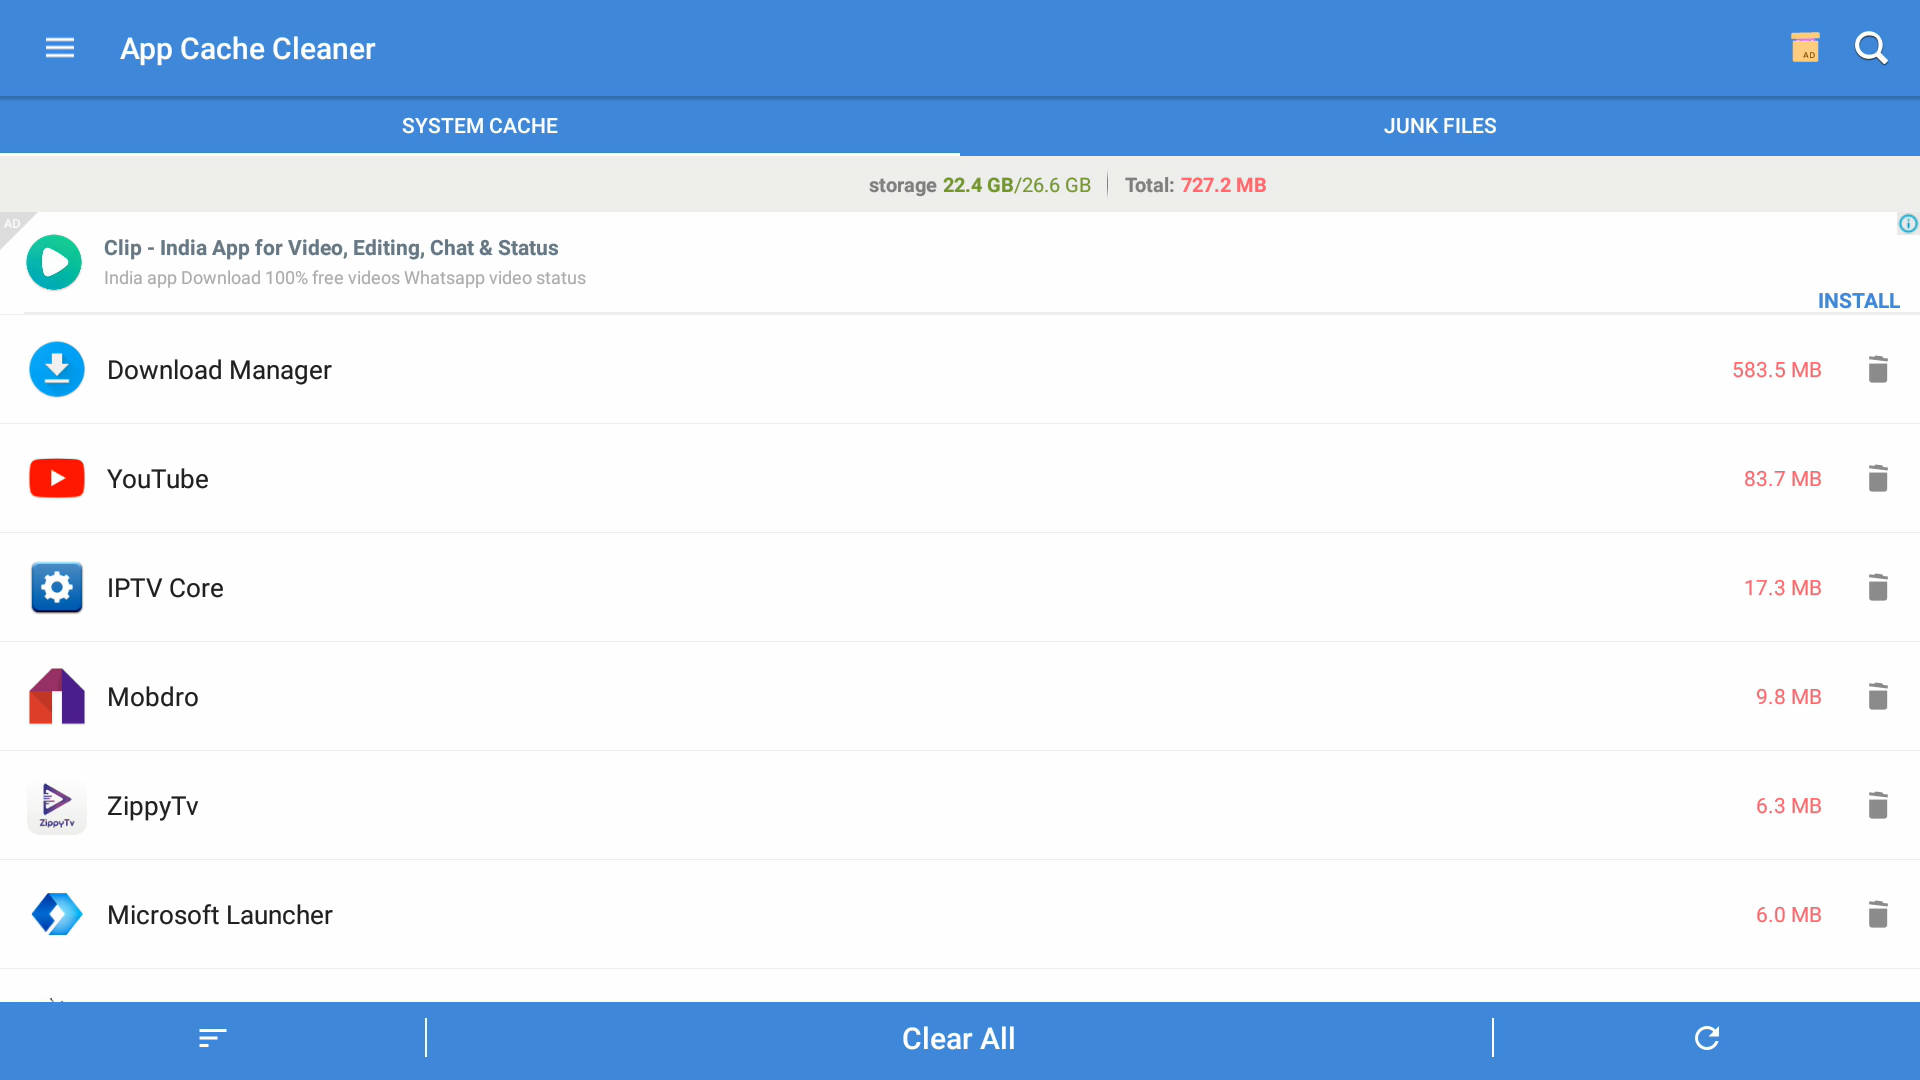 App Cache Cleaner
AD
SYSTEM CACHE
JUNK FILES
storage 22.4 GB/26.6 GB
Total: 727.2 MB
AD
Clip - India App for Video, Editing, Chat & Status
India app Download 100% free videos Whatsapp video status
INSTALL
Download Manager
583.5 MB
YouTube
83.7 MB
IPTV Core
17.3 MB
Mobdro
9.8 MB
ZippyTv
ZippyTv
6.3 MB
Microsoft Launcher
6.0 MB
Clear All